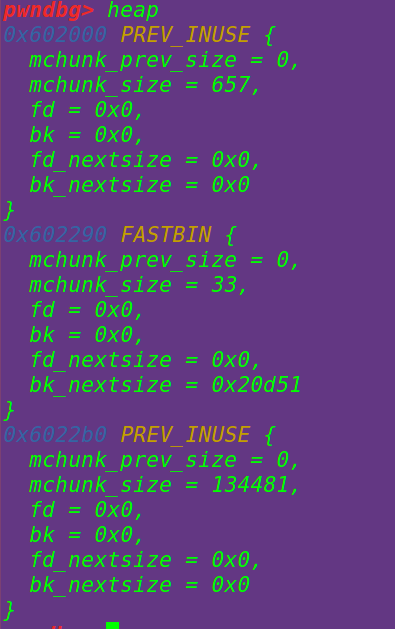 pwndbg> heap
0x602000 PREV_INUSE {
  mchunk_prev_size = 0,
  mchunk_size = 657,
  fd = 0x0,
  bk = 0x0,
  fd_nextsize = 0x0,
  bk_nextsize = 0x0
}
0x602290 FASTBIN {
  mchunk_prev_size = 0,
  mchunk_size = 33,
  fd = 0x0,
  bk = 0x0,
  fd_nextsize = 0x0,
  bk_nextsize = 0x20d51
}
0x6022b0 PREV_INUSE {
  mchunk_prev_size = 0,
  mchunk_size = 134481,
  fd = 0x0,
  bk = 0x0,
  fd_nextsize = 0x0,
  bk_nextsize = 0x0
}